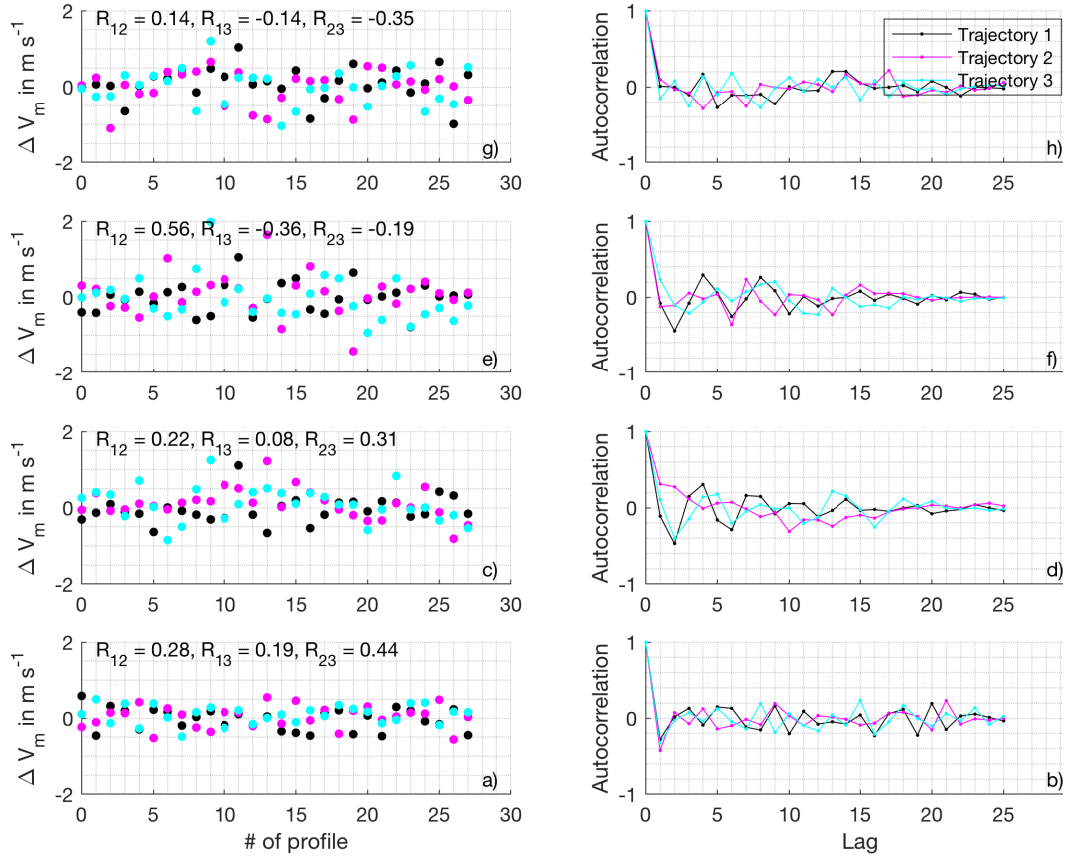 R12 = 0.14, R13 = -0.14, R23 = -0.35
2
0
-2
Δ Vm in m s-1
g)
0 5 10 15 20 25 30
1
0
-1
Autocorrelation
Trajectory 1
Trajectory 2
Trajectory 3
h)
0 5 10 15 20 25
R12 = 0.56, R13 = -0.36, R23 = -0.19
2
0
-2
Δ Vm in m s-1
e)
0 5 10 15 20 25 30
1
0
-1
Autocorrelation
f)
0 5 10 15 20 25
R12 = 0.22, R13 = 0.08, R23 = 0.31
2
0
-2
Δ Vm in m s-1
c)
0 5 10 15 20 25 30
1
0
-1
Autocorrelation
d)
0 5 10 15 20 25
R12 = 0.28, R13 = 0.19, R23 = 0.44
2
0
-2
Δ Vm in m s-1
a)
0 5 10 15 20 25 30
# of profile
1
0
-1
Autocorrelation
b)
0 5 10 15 20 25
Lag